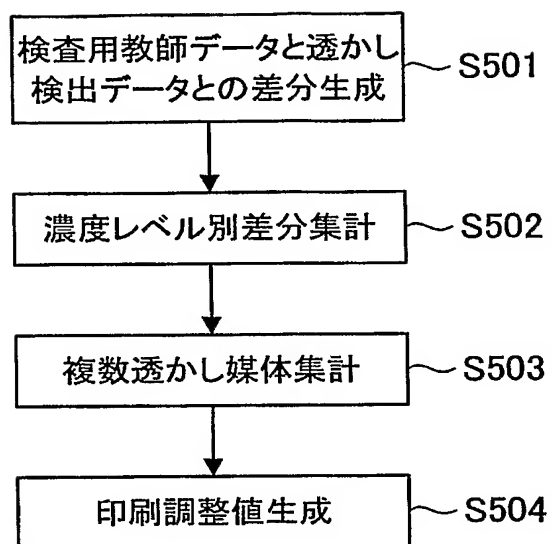 検査用教師データと透かし
検出データとの差分生成
S501
濃度レベル別差分集計
S502
複数透かし媒体集計
S503
印刷調整値生成
S504